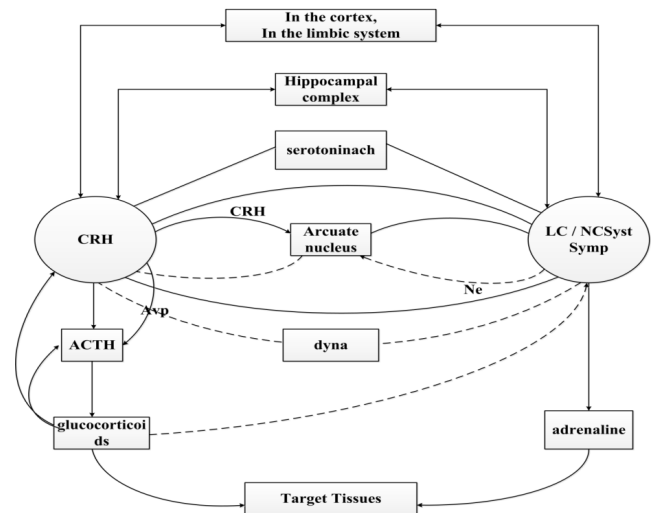 In the cortex,
In the limbic system
Hippocampal
complex
serotoninach
CRH
CRH
Arcuate
nucleus
LC / NCSyst
Symp
Ne
Avp
ACTH
dyna
glucocorticoi
ds
adrenaline
Target Tissues